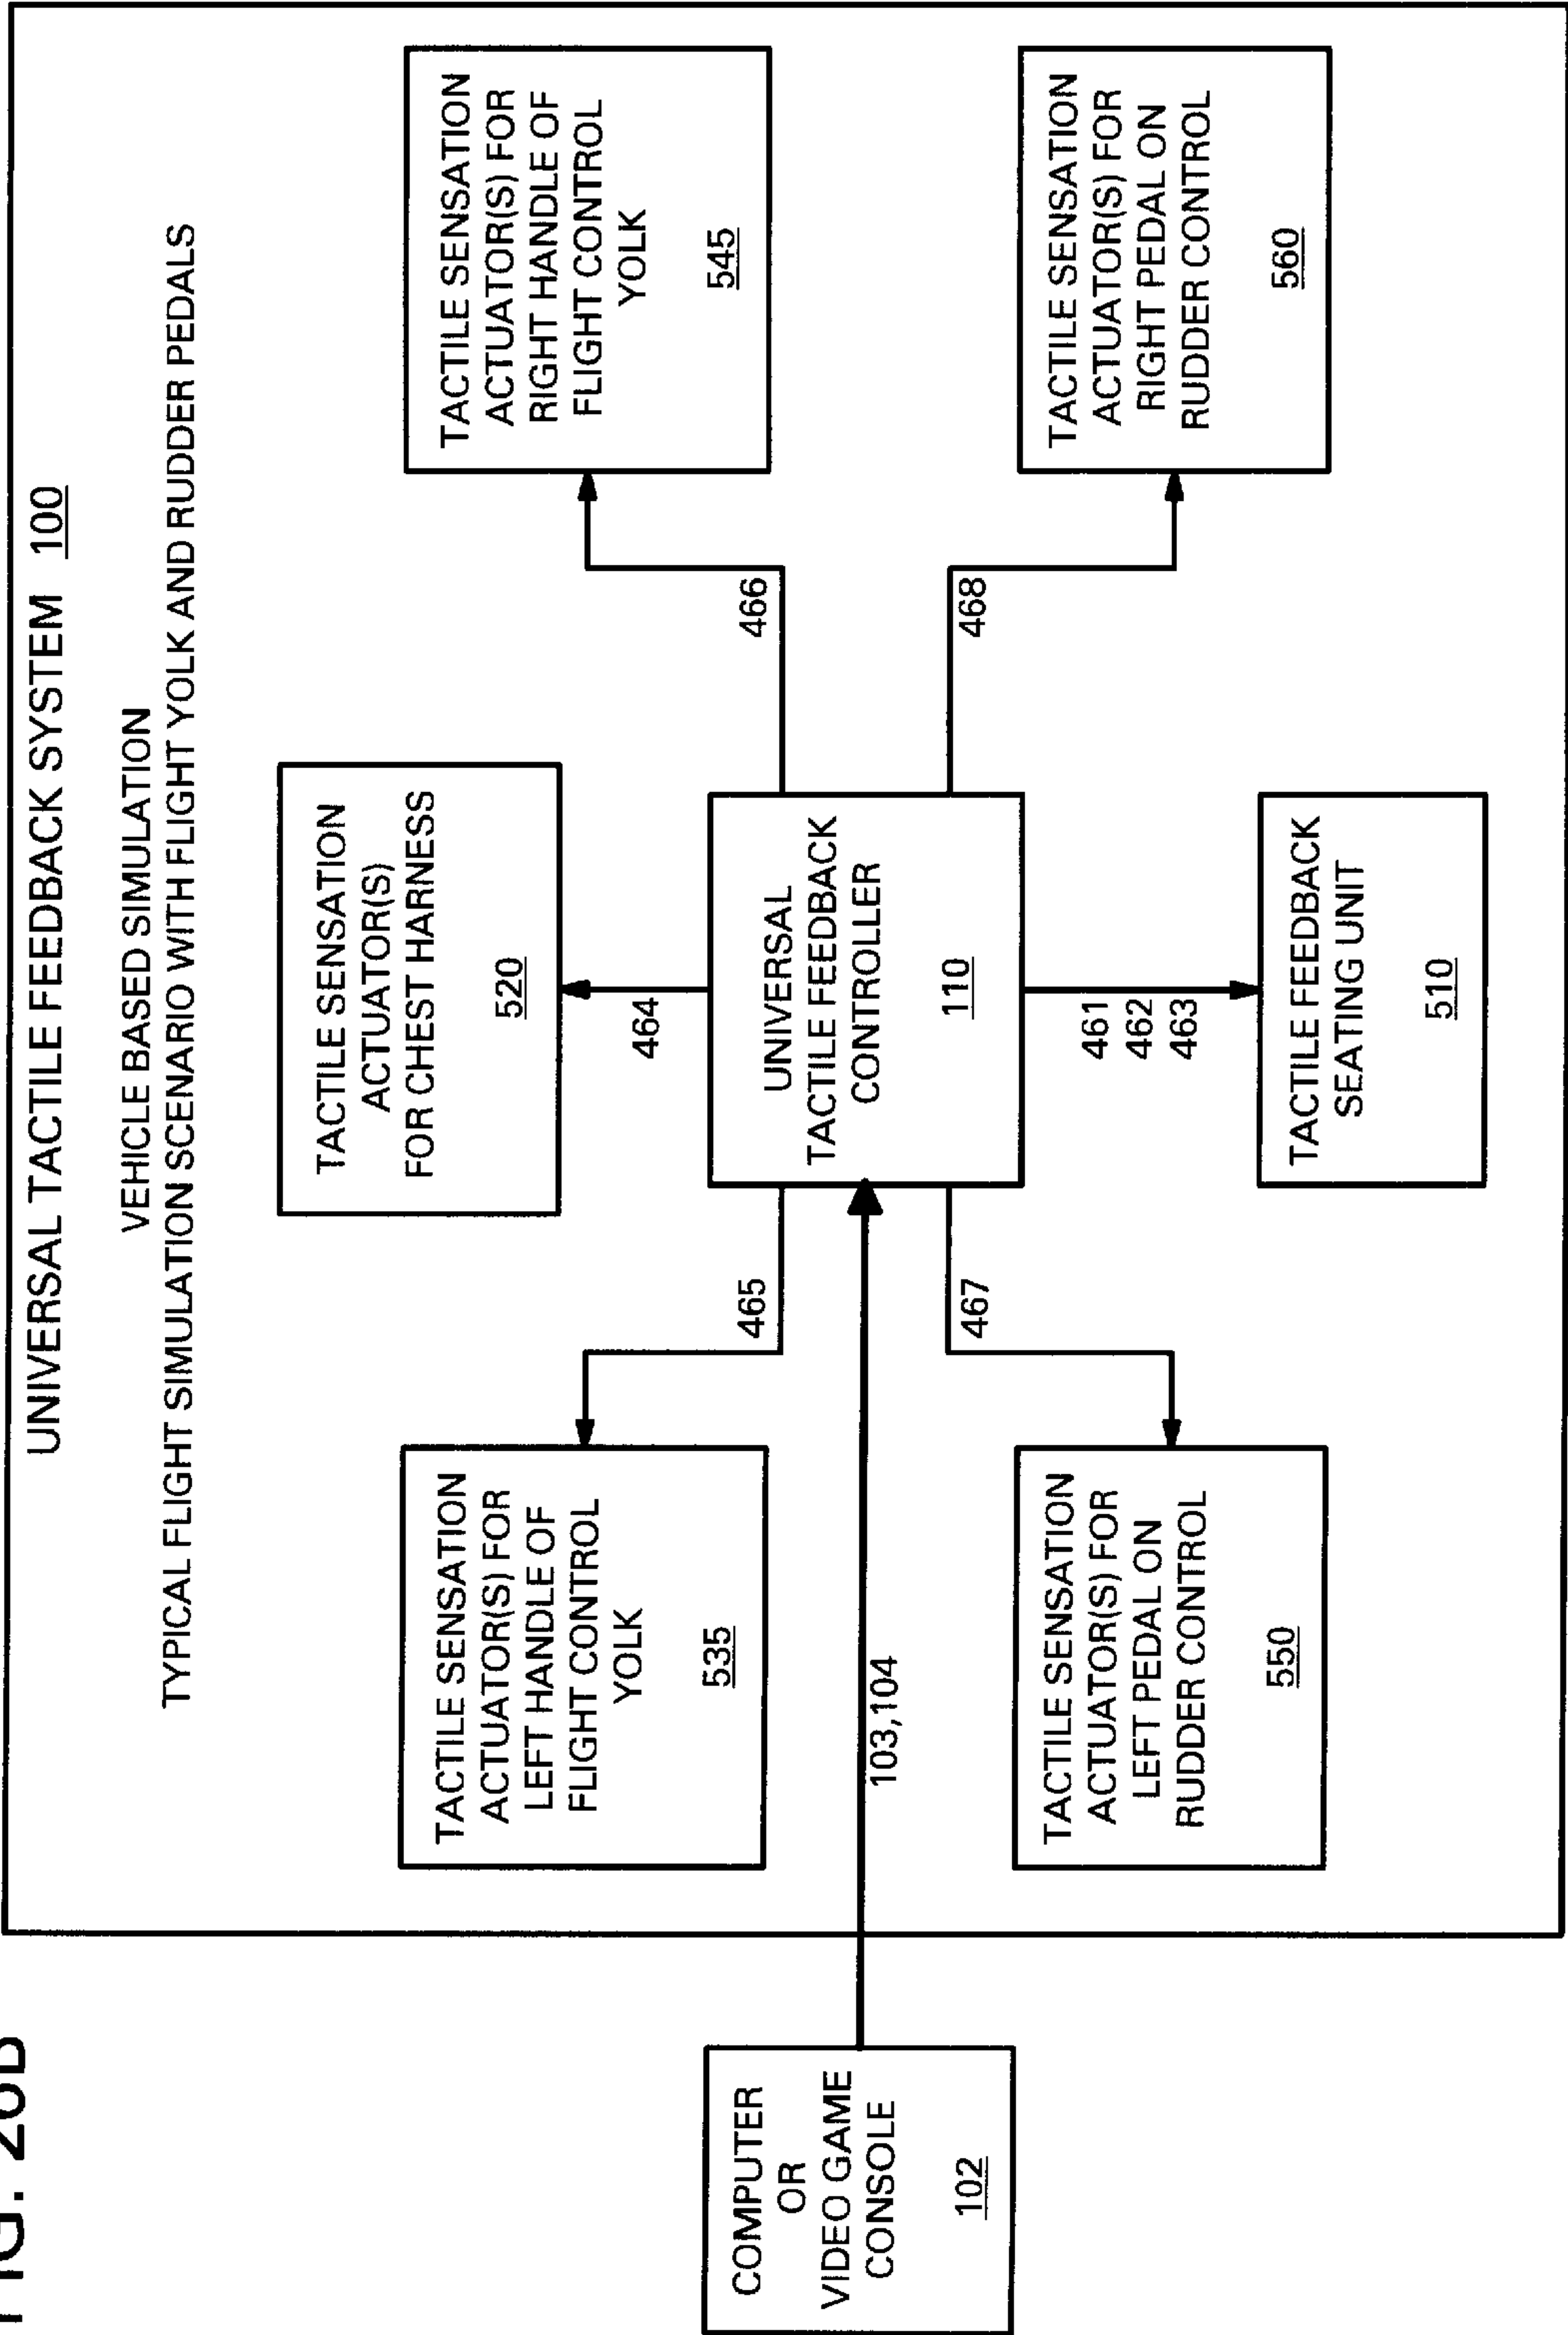 UNIVERSAL TACTILE FEEDBACK SYSTEM 100
VEHICLE BASED SIMULATION
TYPICAL FLIGHT SIMULATION SCENARIO WITH FLIGHT YOLK AND RUDDER PEDALS
TACTILE SENSATION
ACTUATOR(S)
FOR CHEST HARNESS
520
TACTILE SENSATION
ACTUATOR(S) FOR
LEFT HANDLE OF
FLIGHT CONTROL
YOLK
535
TACTILE SENSATION
ACTUATOR(S) FOR
RIGHT HANDLE OF
FLIGHT CONTROL
YOLK
545
464
465
466
COMPUTER
OR
VIDEO GAME
CONSOLE
102
103,104
UNIVERSAL
TACTILE FEEDBACK
CONTROLLER
110
467
468
461
462
463
TACTILE SENSATION
ACTUATOR(S) FOR
LEFT PEDAL ON
RUDDER CONTROL
550
TACTILE SENSATION
ACTUATOR(S) FOR
RIGHT PEDAL ON
RUDDER CONTROL
560
TACTILE FEEDBACK
SEATING UNIT
510